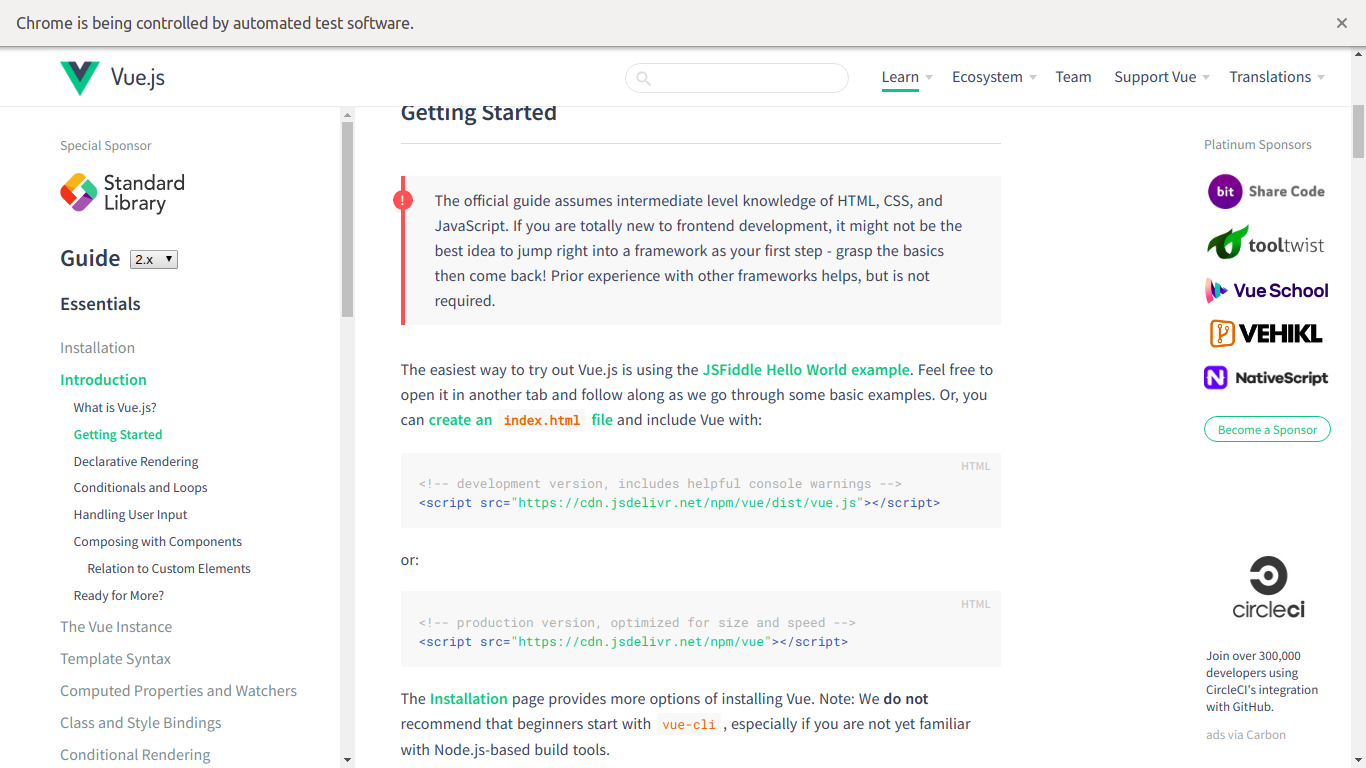 Chrome is being controlled by automated test software.
Vue.js
Learn
Ecosystem
Team
Support Vue
Translations
Special Sponsor
Standard
Library
Guide
2.x
Essentials
Installation
Introduction
What is Vue.js?
Getting Started
Declarative Rendering
Conditionals and Loops
Handling User Input
Composing with Components
Relation to Custom Elements
Ready for More?
The Vue Instance
Template Syntax
Computed Properties and Watchers
Class and Style Bindings
Conditional Rendering
Getting Started
!
The official guide assumes intermediate level knowledge of HTML, CSS, and
JavaScript. If you are totally new to frontend development, it might not be the
best idea to jump right into a framework as your first step - grasp the basics
then come back! Prior experience with other frameworks helps, but is not
required.
The easiest way to try out Vue.js is using the JSFiddle Hello World example. Feel free to
open it in another tab and follow along as we go through some basic examples. Or, you
can create an index.html file and include Vue with:
HTML
<!-- development version, includes helpful console warnings -->
<script src="https://cdn.jsdelivr.net/npm/vue/dist/vue.js"></script>
or:
HTML
<!-- production version, optimized for size and speed -->
<script src="https://cdn.jsdelivr.net/npm/vue"></script>
The Installation page provides more options of installing Vue. Note: We do not
recommend that beginners start with vue-cli , especially if you are not yet familiar
with Node.js-based build tools.
Platinum Sponsors
bit Share Code
tooltwist
Vue School
VEHIKL
NativeScript
Become a Sponsor
circleci
Join over 300,000
developers using
CircleCI's integration
with GitHub.
ads via Carbon